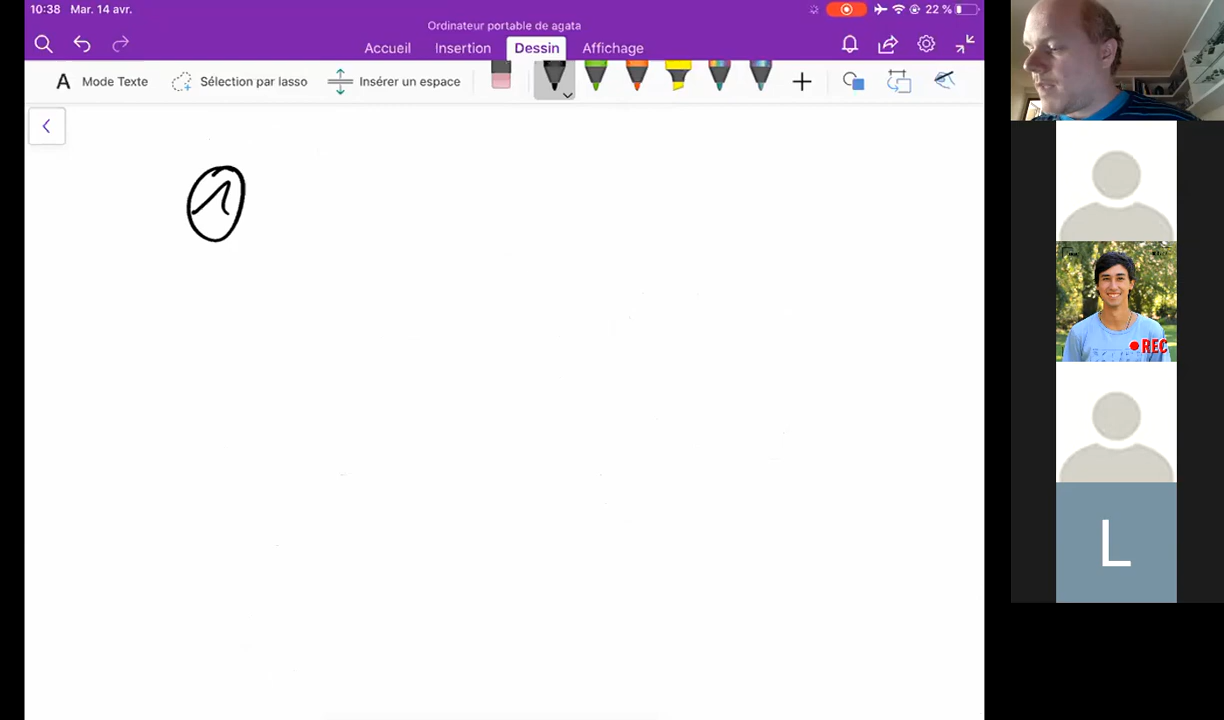 10:38 Mar. 14 avr.
22 %
Ordinateur portable de agata
Accueil Insertion Dessin Affichage
A Mode Texte Sélection par lasso Insérer un espace
1
REC
L